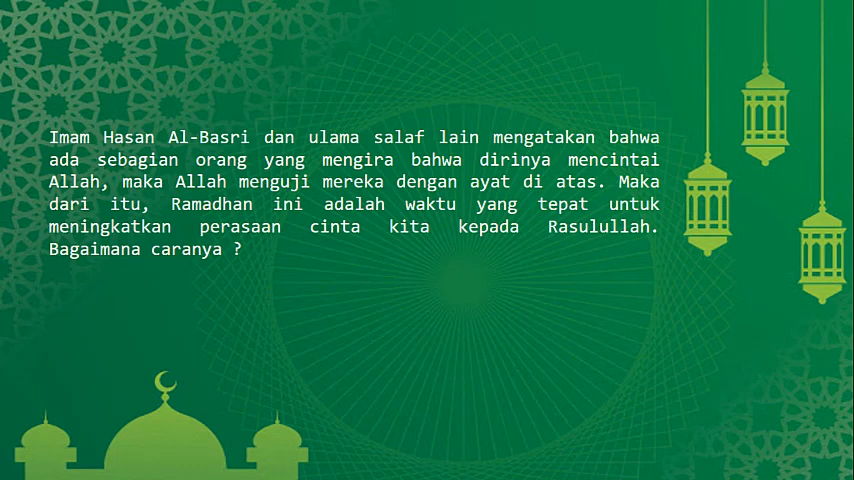 Imam Hasan Al-Basri dan ulama salaf lain mengatakan bahwa
ada sebagian orang yang mengira bahwa dirinya mencintai
Allah, maka Allah menguji mereka dengan ayat di atas. Maka
dari itu, Ramadhan ini adalah waktu yang tepat untuk
meningkatkan perasaan cinta kita kepada Rasulullah.
Bagaimana caranya ?